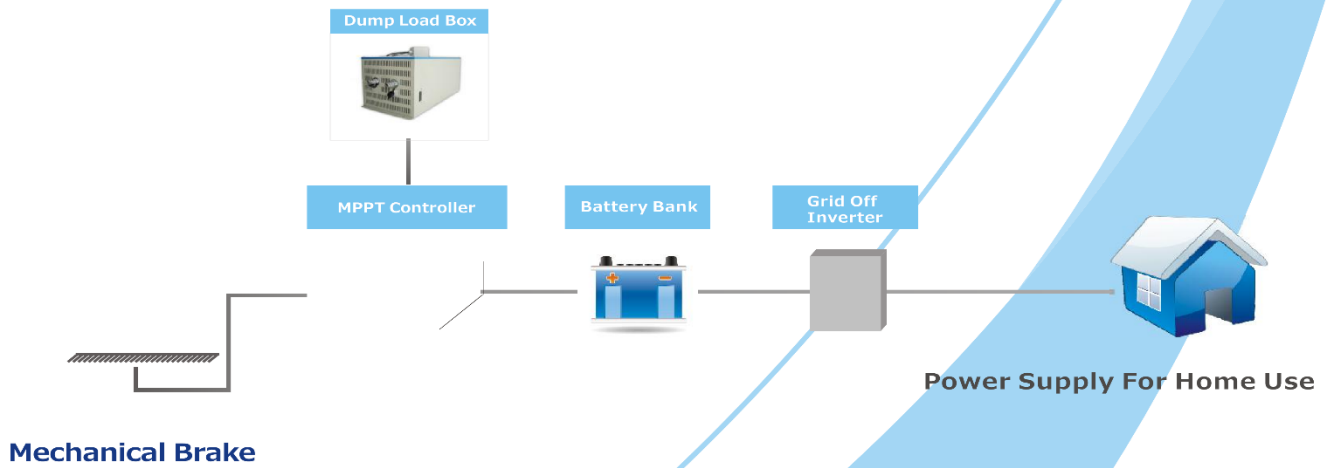 Dump Load Box
MPPT Controller
Battery Bank
Grid Off
Inverter
+ −
Power Supply For Home Use
Mechanical Brake